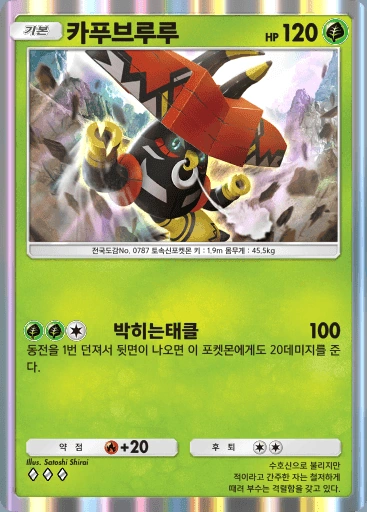 기본 카푸브루루 HP 120
전국도감No. 0787 토속신포켓몬 키 : 1.9m 몸무게 : 45.5kg
박히는태클 100
동전을 1번 던져서 뒷면이 나오면 이 포켓몬에게도 20데미지를 준
다.
약 점 +20 후 퇴
Illus. Satoshi Shirai
수호신으로 불리지만
적이라고 간주한 자는 철저하게
때려 부수는 격렬함을 갖고 있다.